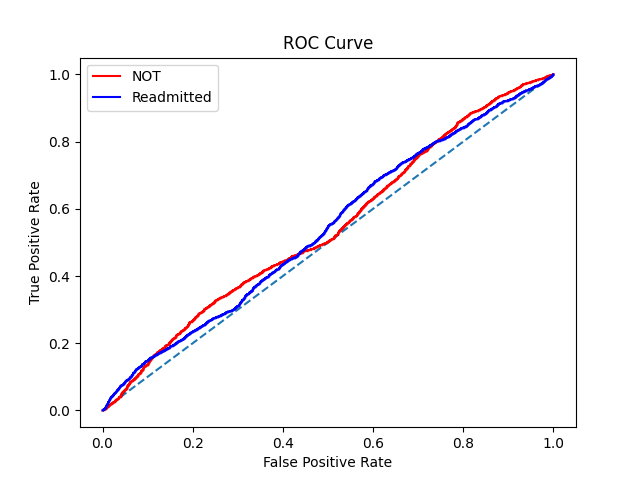 ROC Curve
NOT
Readmitted
True Positive Rate
1.0
0.8
0.6
0.4
0.2
0.0
0.0 0.2 0.4 0.6 0.8 1.0
False Positive Rate